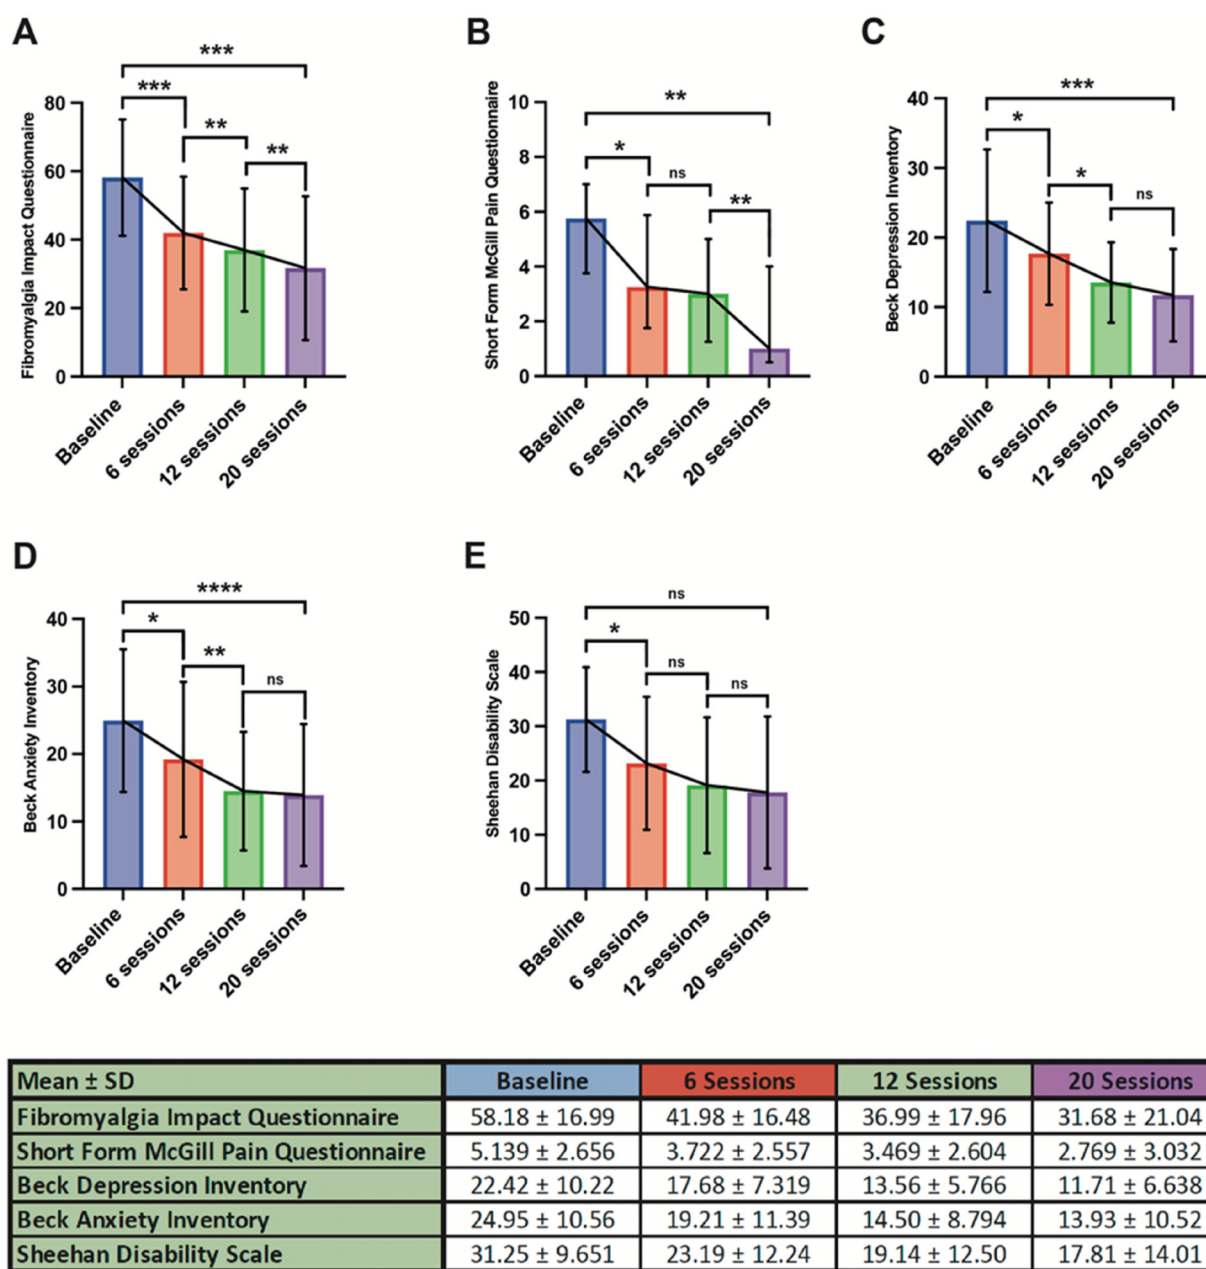 A
***
***
**
**
Fibromyalgia Impact Questionnaire
80
60
40
20
0
Baseline
6 sessions
12 sessions
20 sessions
B
**
*
ns
**
Short Form McGill Pain Questionnaire
10
8
6
4
2
0
Baseline
6 sessions
12 sessions
20 sessions
C
***
*
*
ns
Beck Depression Inventory
40
30
20
10
0
Baseline
6 sessions
12 sessions
20 sessions
D
****
*
**
ns
Beck Anxiety Inventory
40
30
20
10
0
Baseline
6 sessions
12 sessions
20 sessions
E
ns
*
ns
ns
Sheehan Disability Scale
50
40
30
20
10
0
Baseline
6 sessions
12 sessions
20 sessions
Mean ± SD Baseline 6 Sessions 12 Sessions 20 Sessions
Fibromyalgia Impact Questionnaire 58.18 ± 16.99 41.98 ± 16.48 36.99 ± 17.96 31.68 ± 21.04
Short Form McGill Pain Questionnaire 5.139 ± 2.656 3.722 ± 2.557 3.469 ± 2.604 2.769 ± 3.032
Beck Depression Inventory 22.42 ± 10.22 17.68 ± 7.319 13.56 ± 5.766 11.71 ± 6.638
Beck Anxiety Inventory 24.95 ± 10.56 19.21 ± 11.39 14.50 ± 8.794 13.93 ± 10.52
Sheehan Disability Scale 31.25 ± 9.651 23.19 ± 12.24 19.14 ± 12.50 17.81 ± 14.01